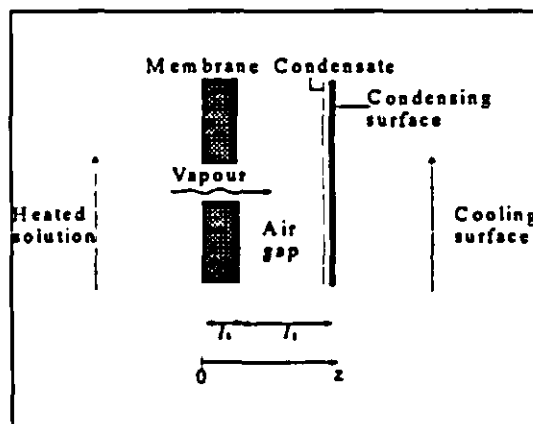 Membrane Condensate
Condensing
surface
Vapour
Heated
solution
Air
gap
Cooling
surface
0
z